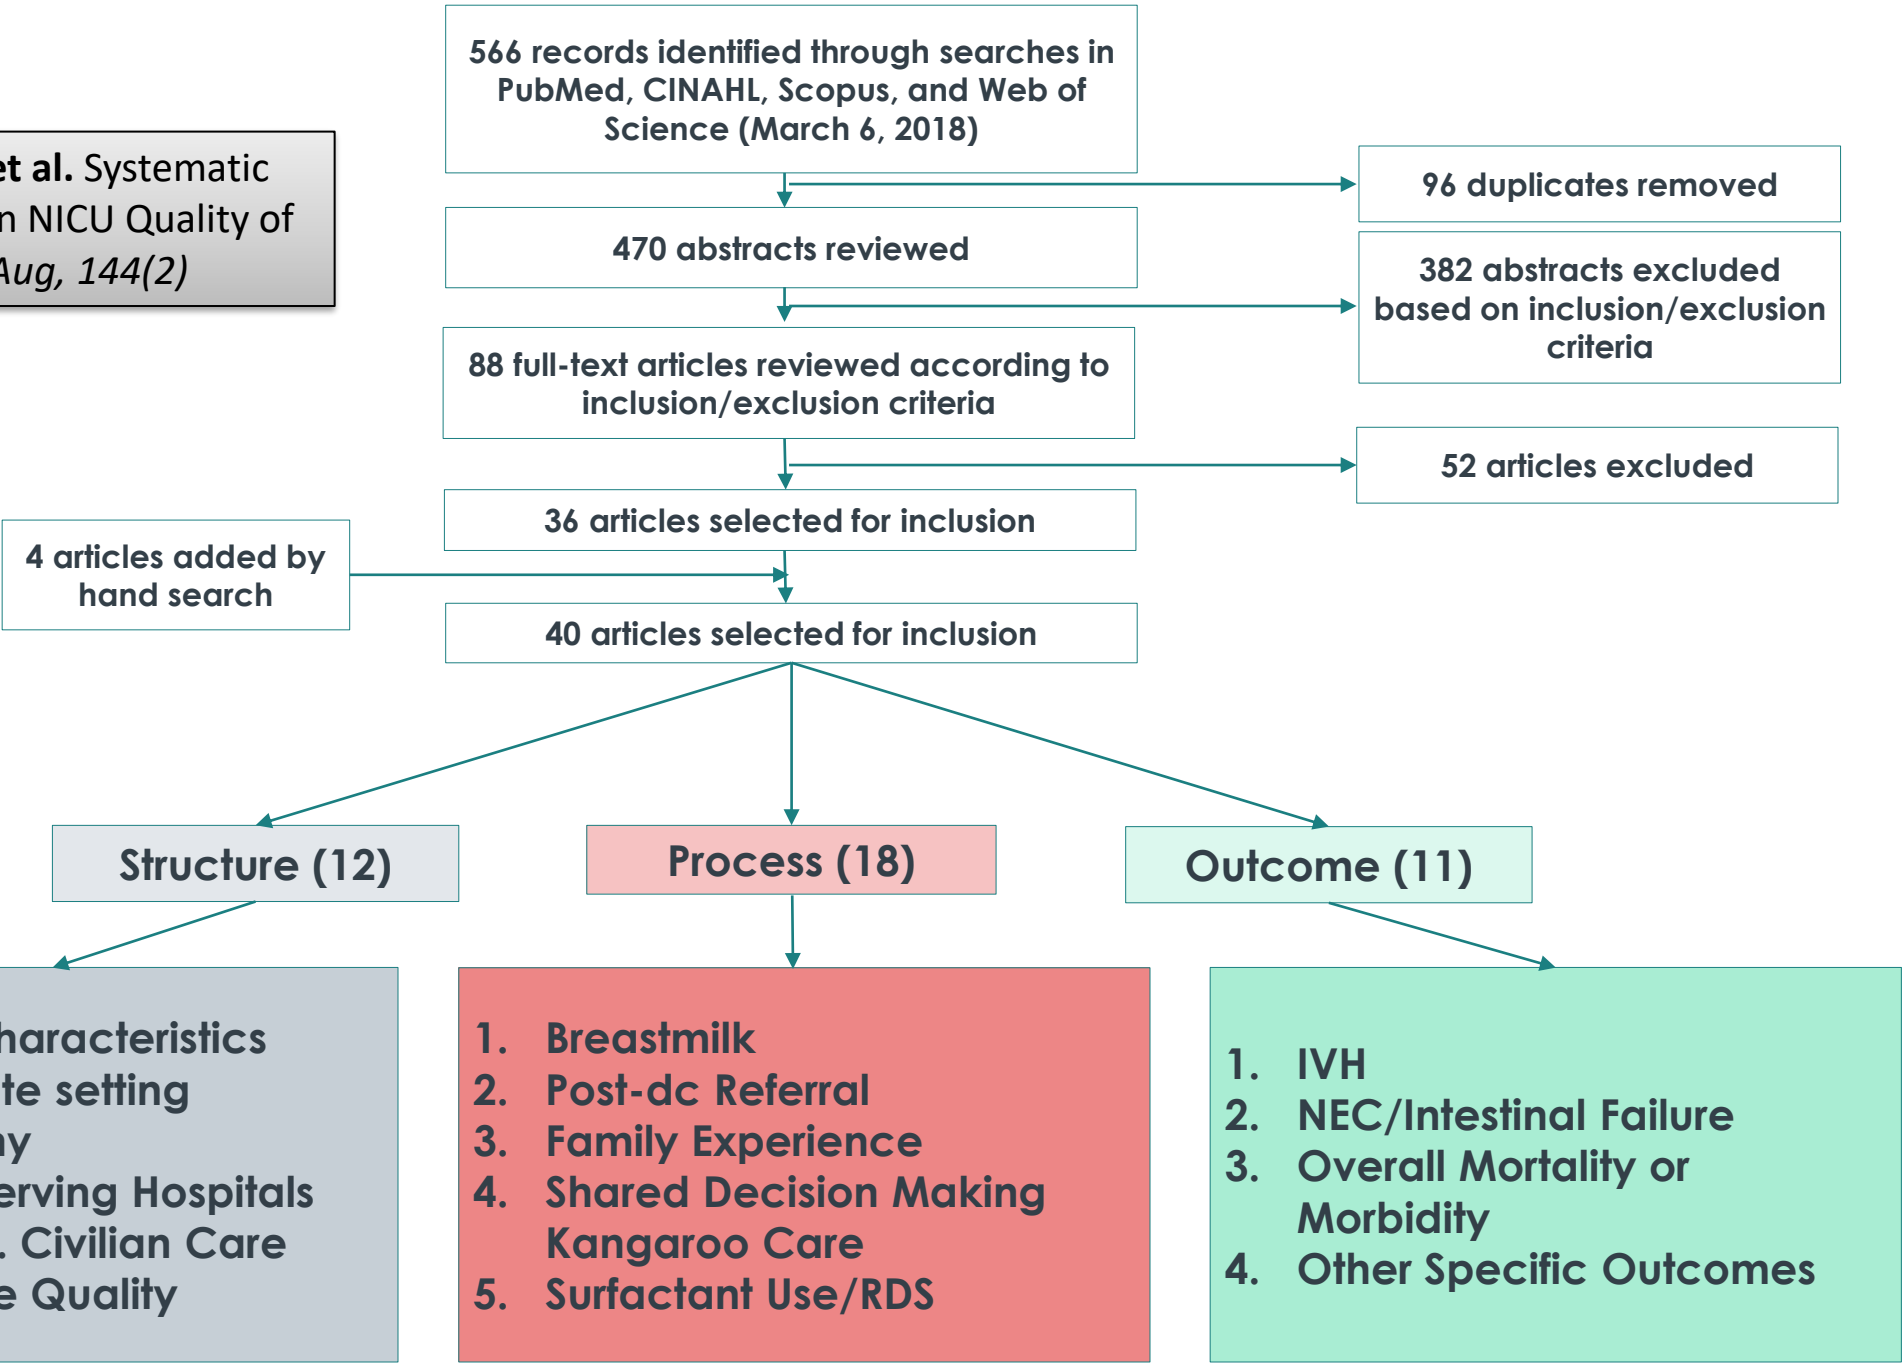 566 records identified through searches in
PubMed, CINAHL, Scopus, and Web of
Science (March 6, 2018)
et al. Systematic
NICU Quality of
Aug, 144(2)
96 duplicates removed
470 abstracts reviewed
382 abstracts excluded
based on inclusion/exclusion
criteria
88 full-text articles reviewed according to
inclusion/exclusion criteria
52 articles excluded
36 articles selected for inclusion
4 articles added by
hand search
40 articles selected for inclusion
Structure (12)
Process (18)
Outcome (11)
setting
Hospitals
Civilian Care
Quality
1. Breastmilk
2. Post-dc Referral
3. Family Experience
4. Shared Decision Making
Kangaroo Care
5. Surfactant Use/RDS
1. IVH
2. NEC/Intestinal Failure
3. Overall Mortality or
Morbidity
4. Other Specific Outcomes